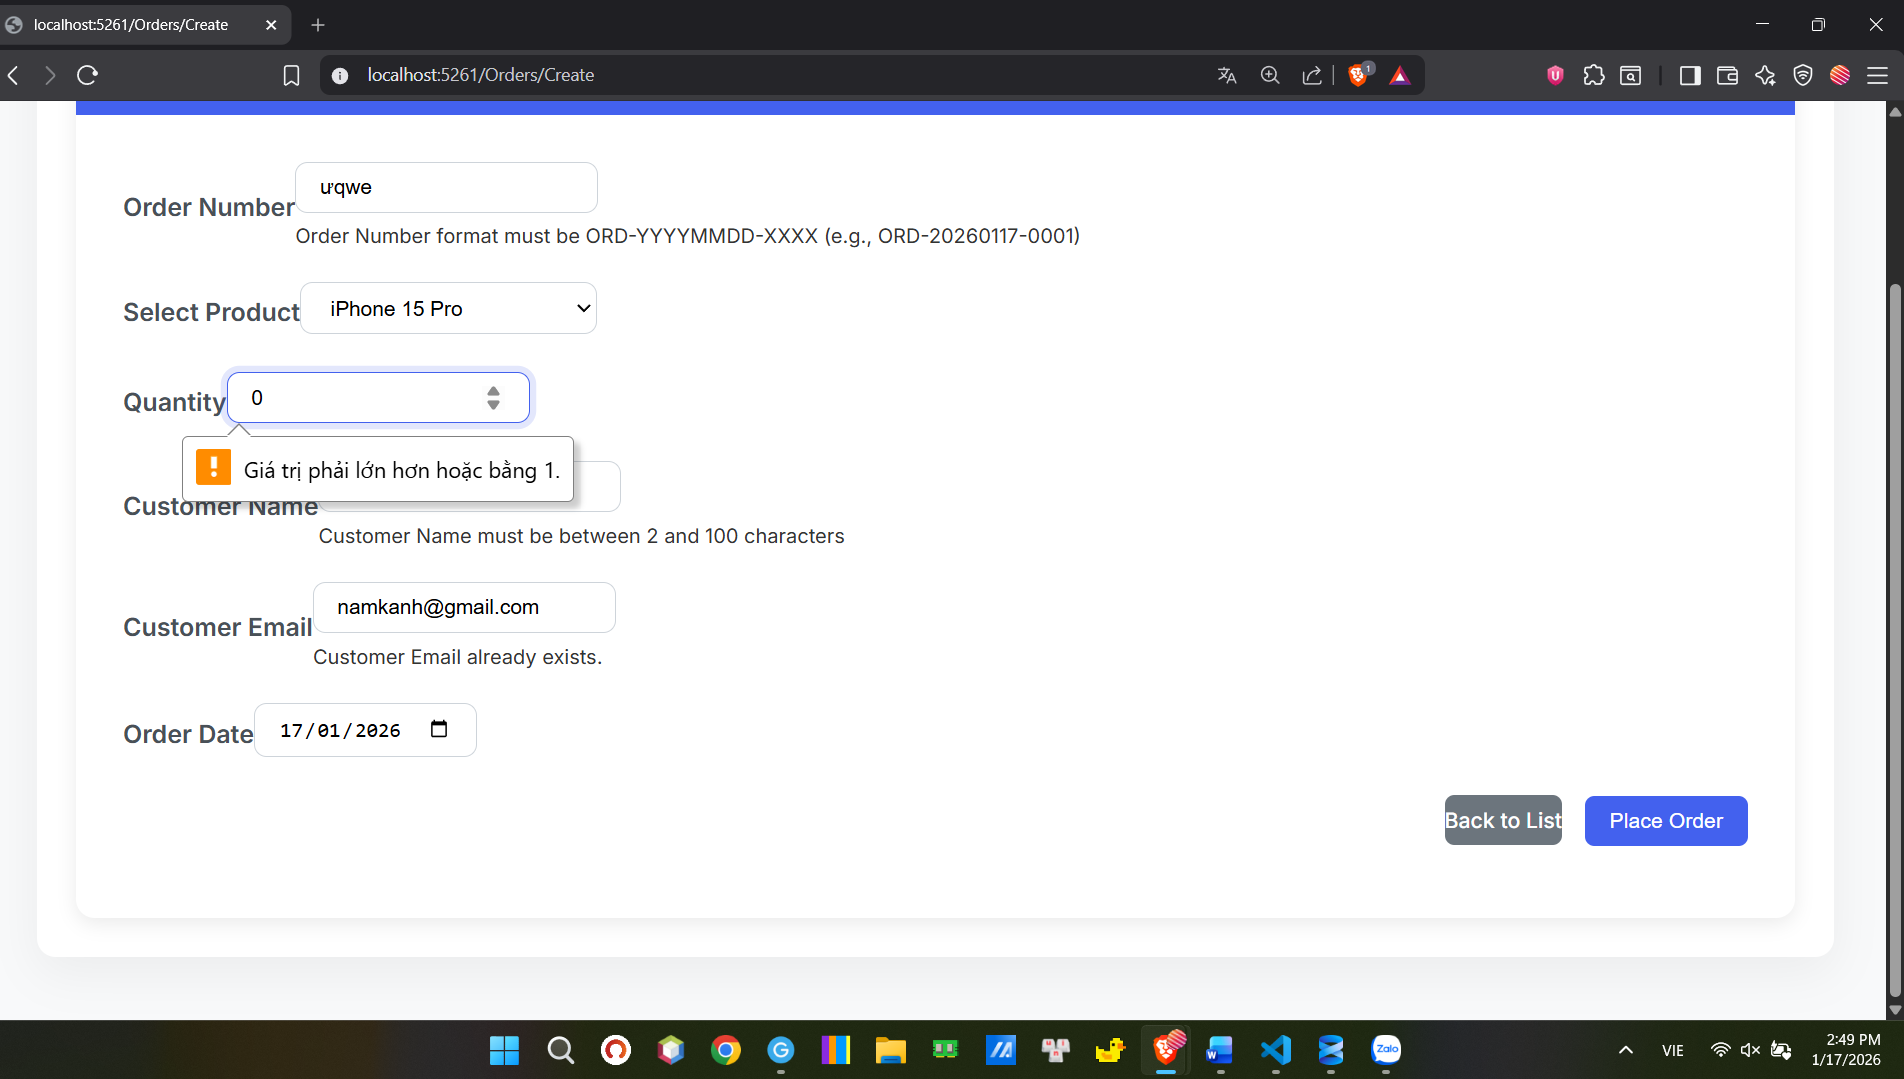 localhost:5261/Orders/Create
localhost:5261/Orders/Create
1
Order Number
ưqwe
Order Number format must be ORD-YYYYMMDD-XXXX (e.g., ORD-20260117-0001)
Select Product
iPhone 15 Pro
Quantity
0
Giá trị phải lớn hơn hoặc bằng 1.
Customer Name
Customer Name must be between 2 and 100 characters
Customer Email
namkanh@gmail.com
Customer Email already exists.
Order Date
17/01/2026
Back to List
Place Order
Zalo
VIE
2:49 PM
1/17/2026